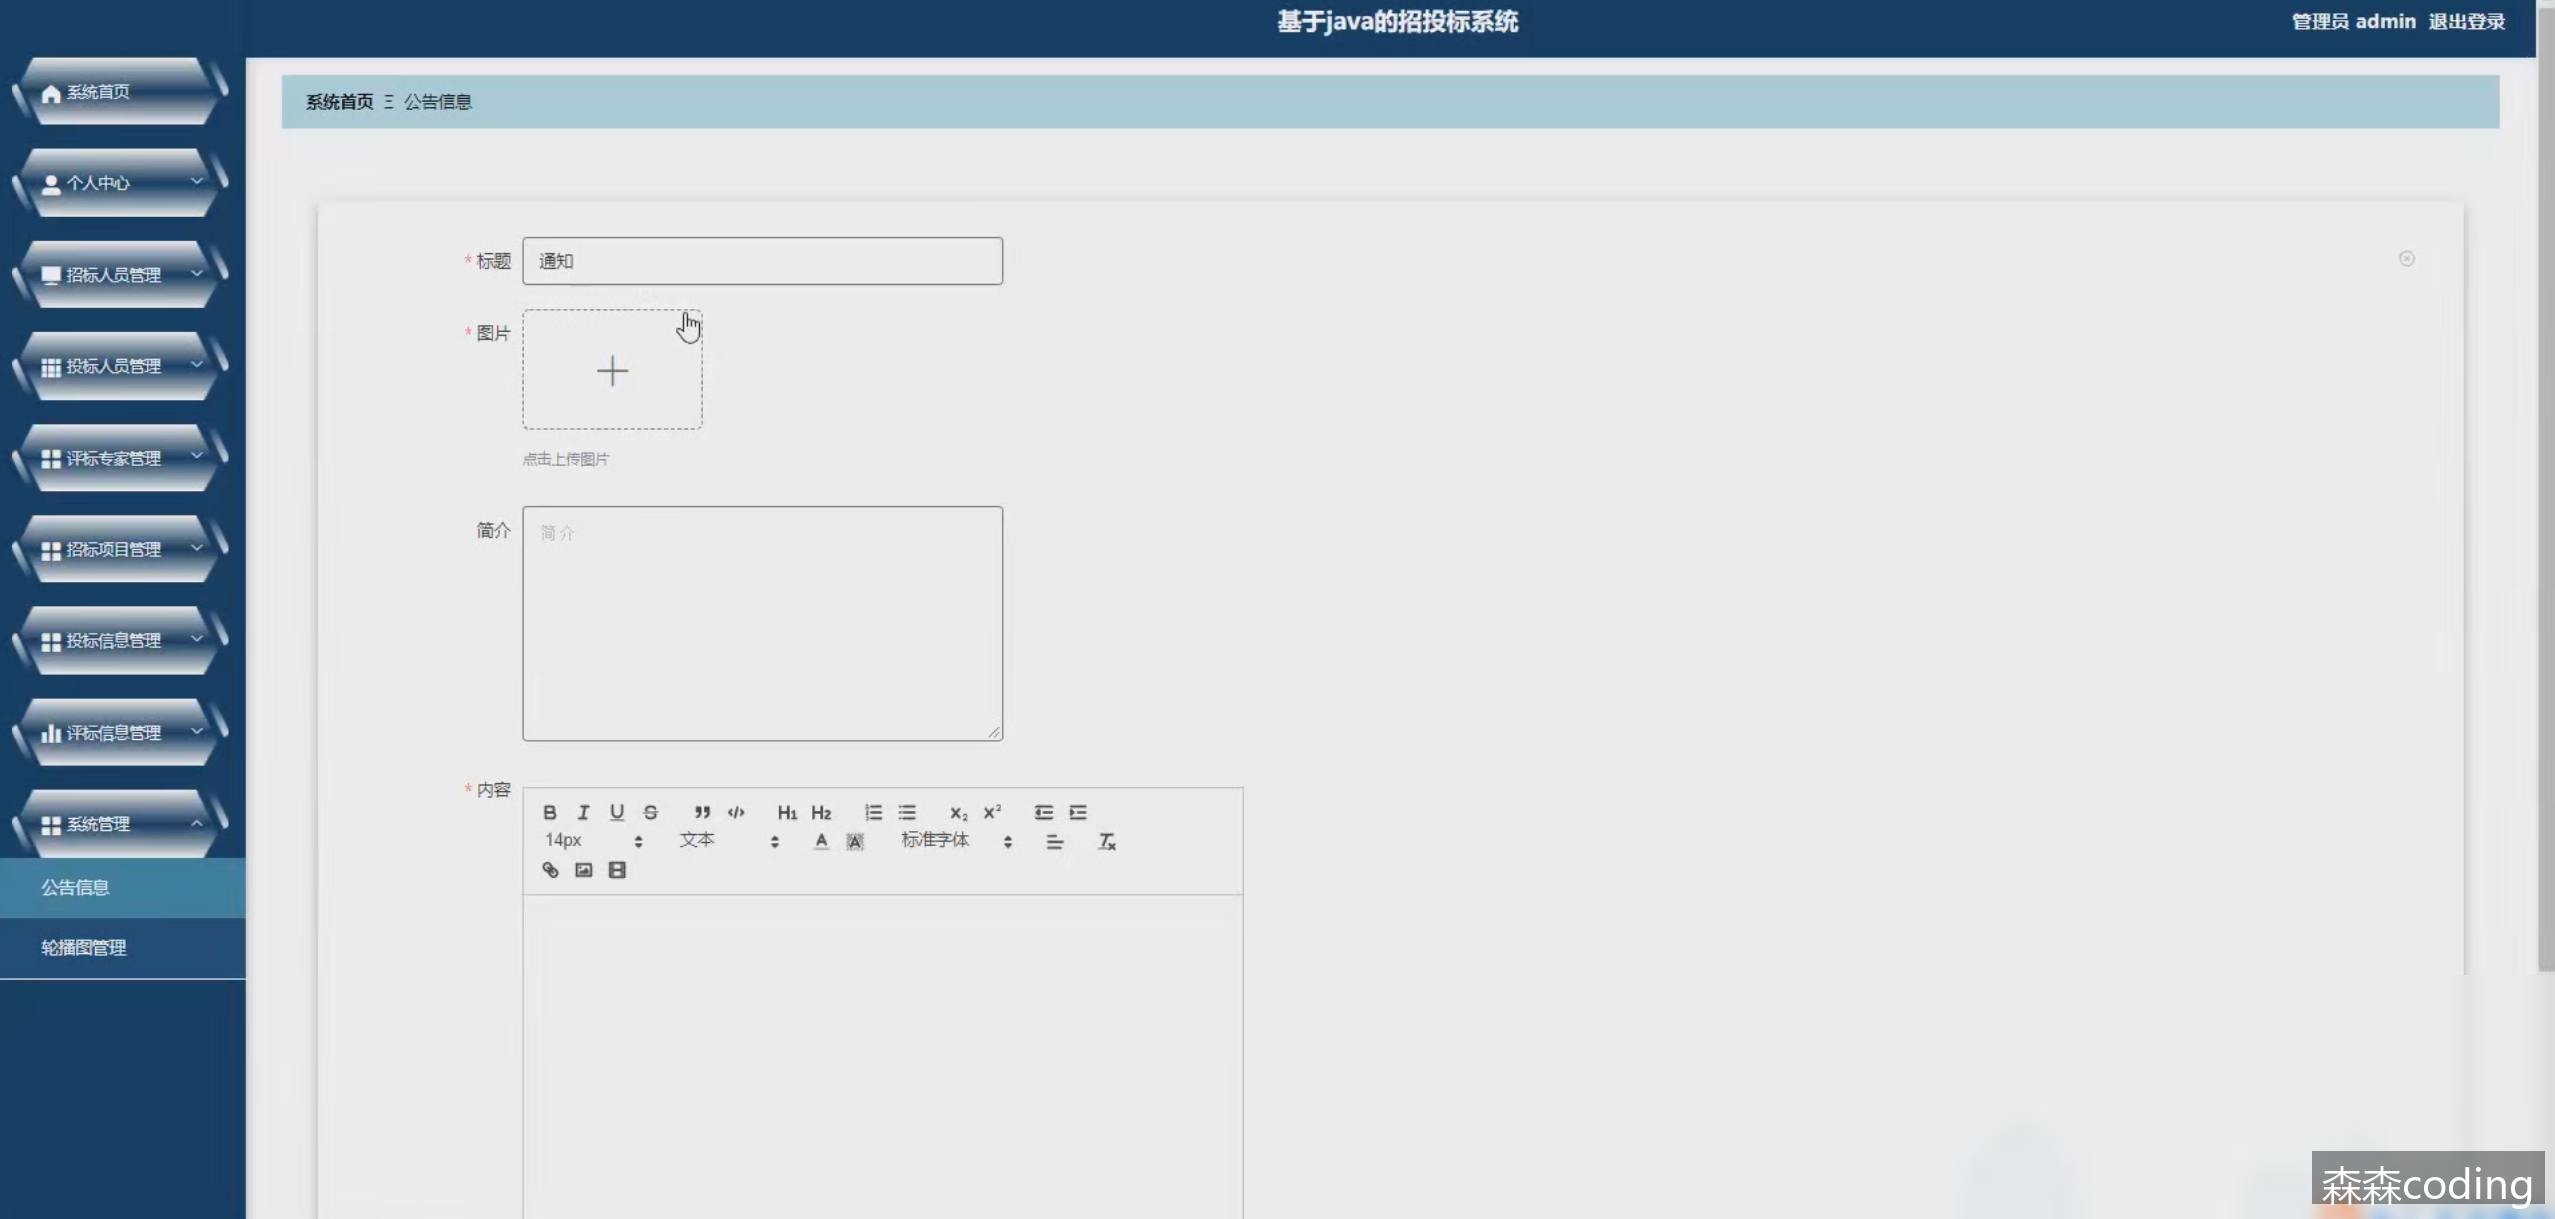 基于java的招投标系统
管理员 admin 退出登录
系统首页
个人中心
招标人员管理
投标人员管理
评标专家管理
招标项目管理
投标信息管理
评标信息管理
系统管理
公告信息
轮播图管理
系统首页 Ξ 公告信息
* 标题 通知
* 图片
点击上传图片
简介 简介
* 内容
B I U S ❞ </> H1 H2 X₂ X²
14px 文本 A A 标准字体 Tx
森森coding